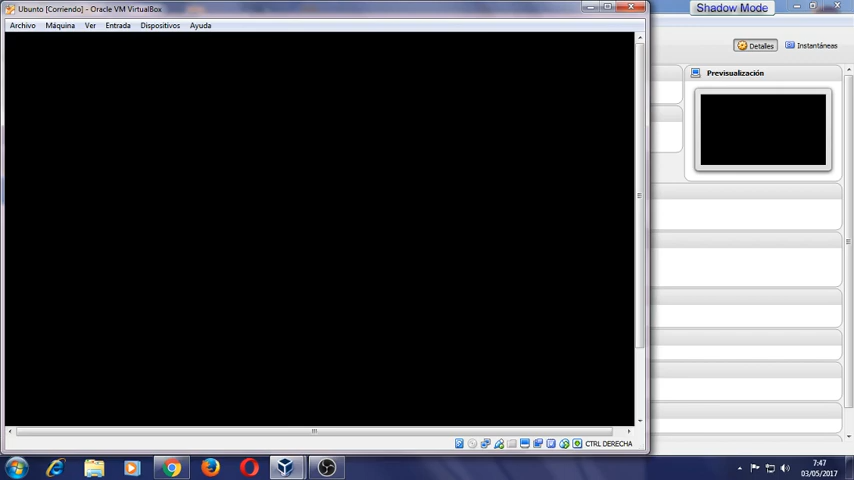 Ubunto [Corriendo] - Oracle VM VirtualBox
Shadow Mode
Archivo Máquina Ver Entrada Dispositivos Ayuda
Detalles Instantáneas
Previsualización
CTRL DERECHA
7:47
03/05/2017